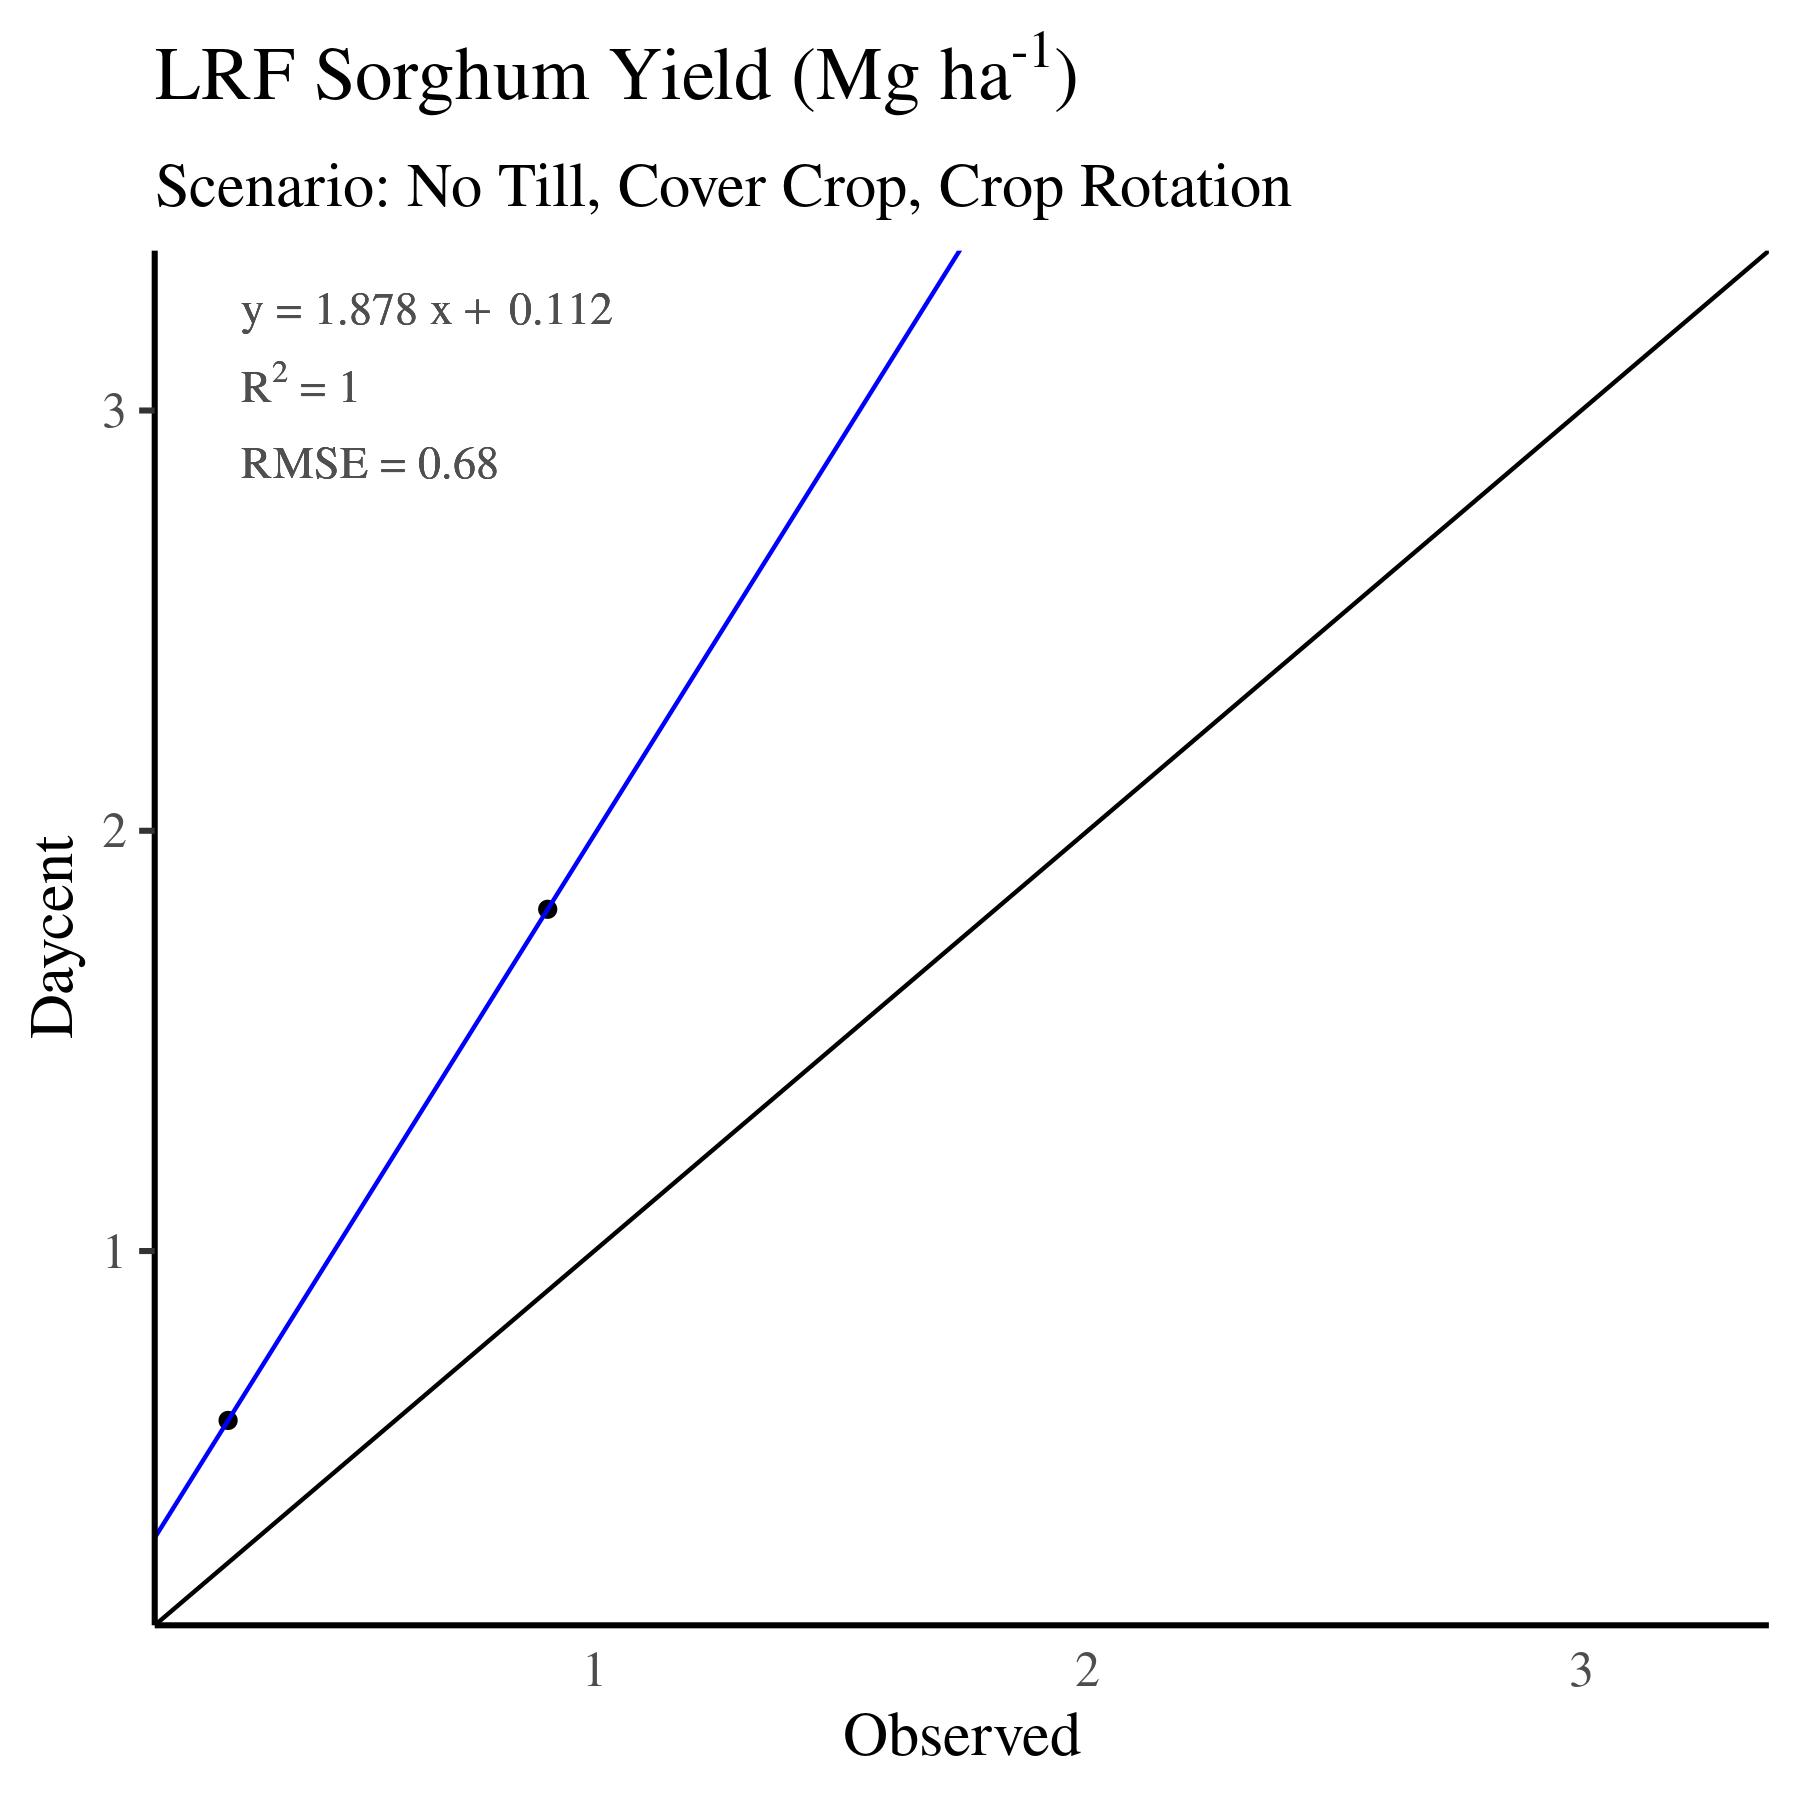 LRF Sorghum Yield (Mg ha⁻¹)
Scenario: No Till, Cover Crop, Crop Rotation
y = 1.878 x + 0.112
R² = 1
RMSE = 0.68
3
2
1
Daycent
1 2 3
Observed